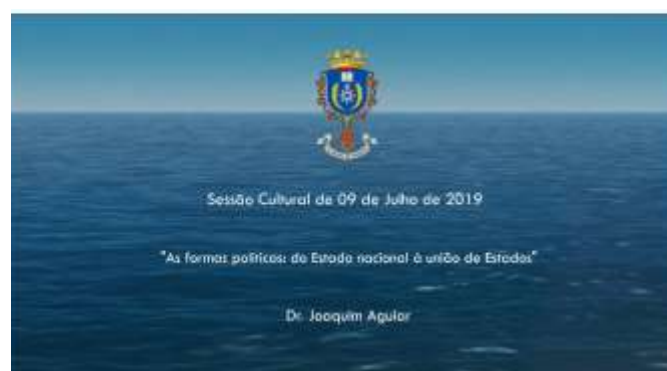 Sessão Cultural de 09 de Julho de 2019
"As formas políticas: do Estado nacional à união de Estados"
Dr. Joaquim Aguiar